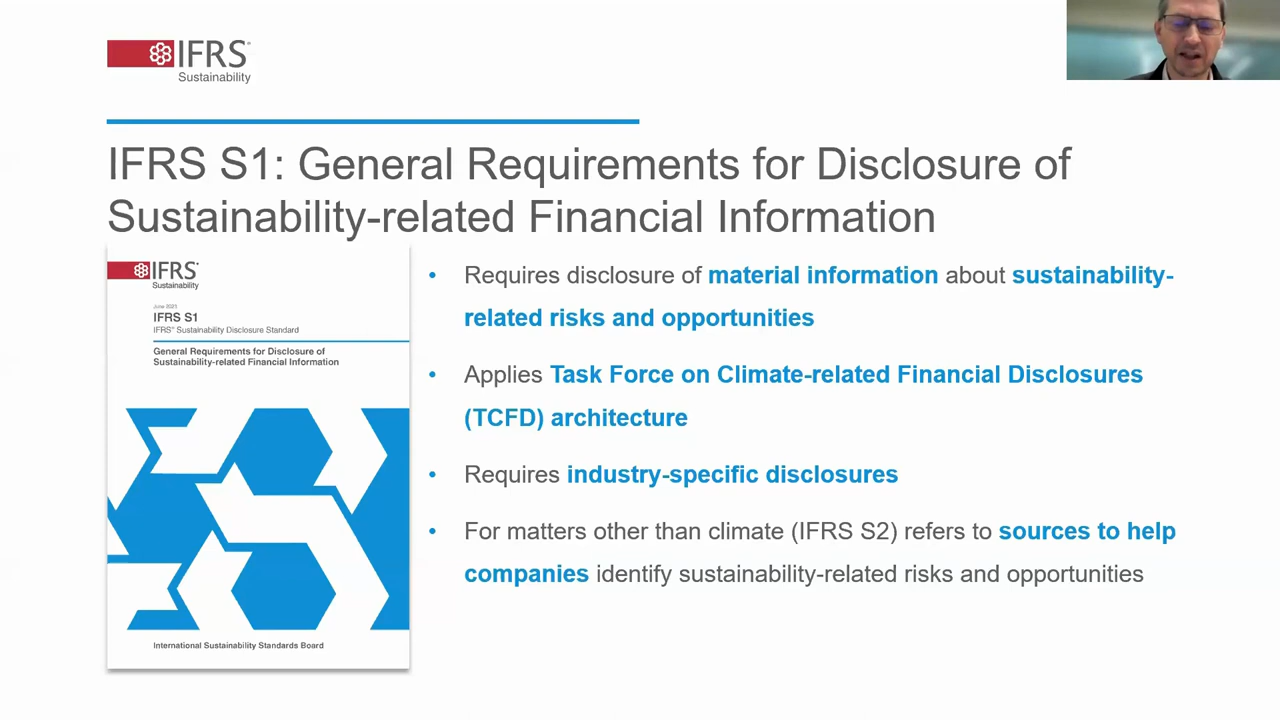 IFRS
Sustainability
IFRS S1: General Requirements for Disclosure of
Sustainability-related Financial Information
IFRS
Sustainability
June 2023
IFRS S1
IFRS Sustainability Disclosure Standard
General Requirements for Disclosure of
Sustainability-related Financial Information
International Sustainability Standards Board
• Requires disclosure of material information about sustainability-
related risks and opportunities
• Applies Task Force on Climate-related Financial Disclosures
(TCFD) architecture
• Requires industry-specific disclosures
• For matters other than climate (IFRS S2) refers to sources to help
companies identify sustainability-related risks and opportunities